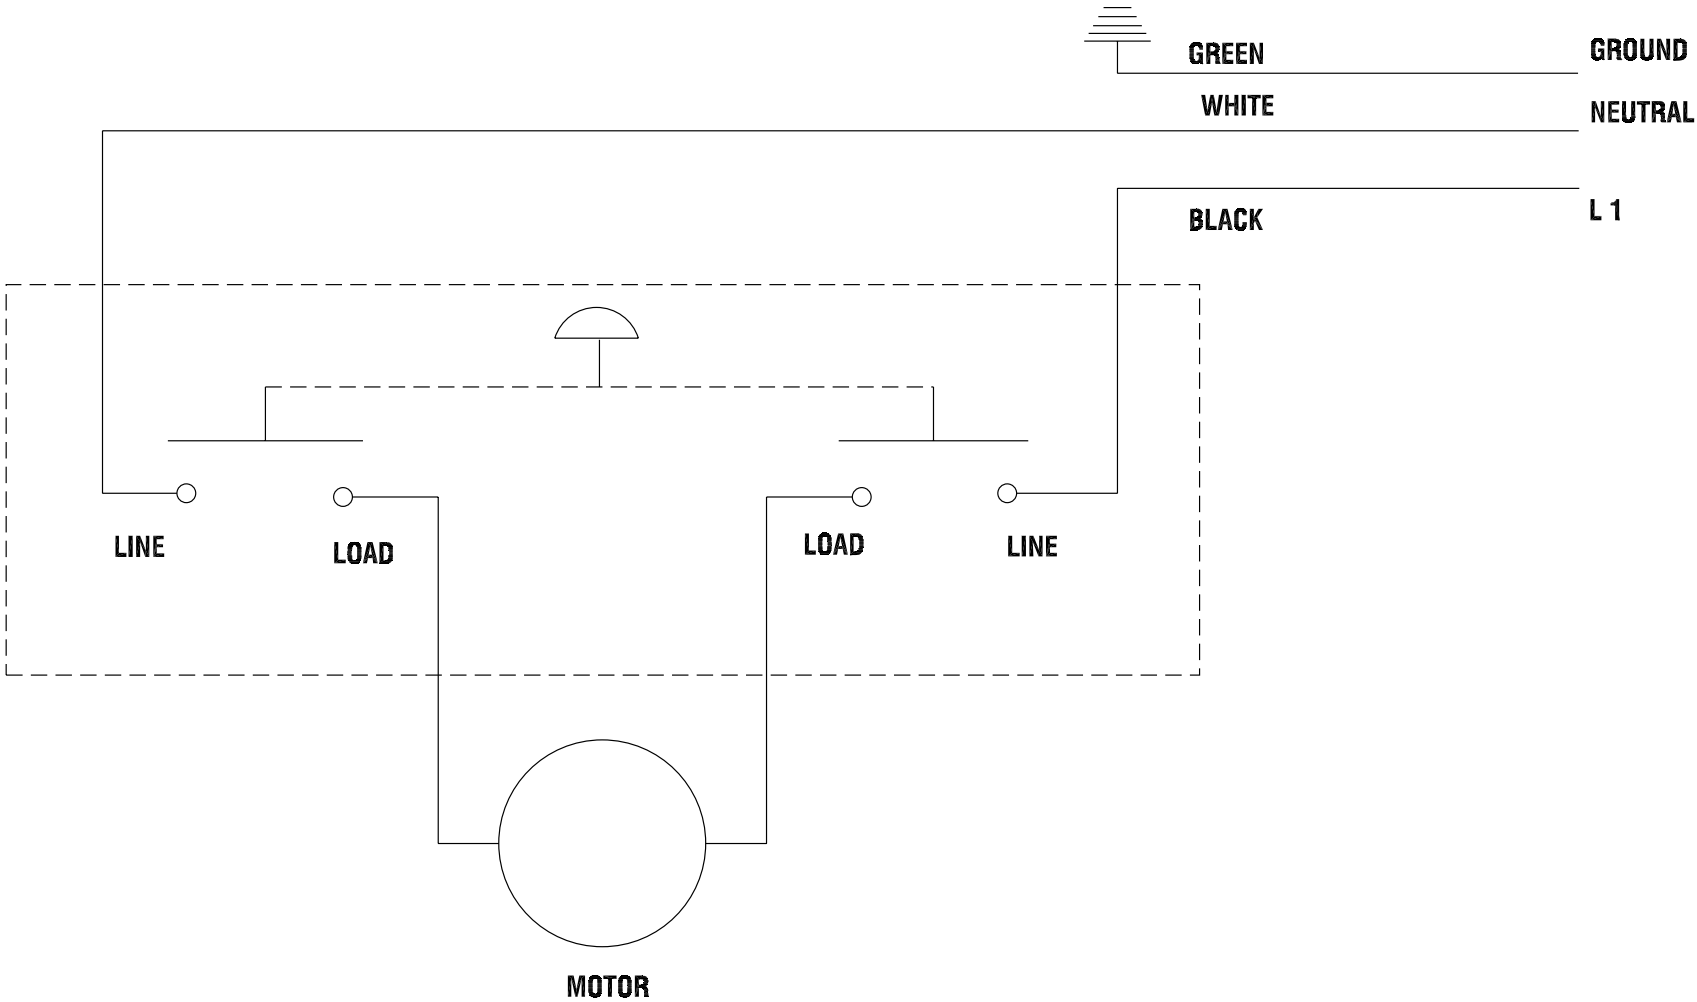 GREEN
GROUND
WHITE
NEUTRAL
BLACK
L 1
LINE
LOAD
LOAD
LINE
MOTOR